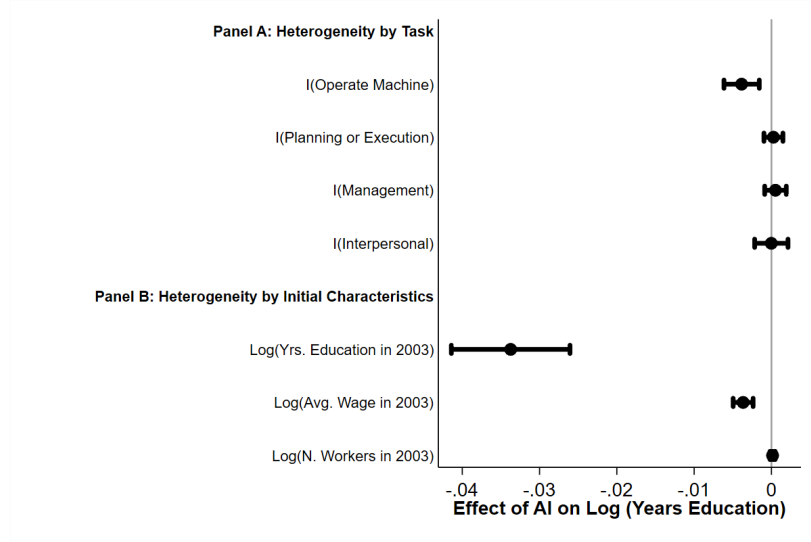 Panel A: Heterogeneity by Task
I(Operate Machine)
I(Planning or Execution)
I(Management)
I(Interpersonal)
Panel B: Heterogeneity by Initial Characteristics
Log(Yrs. Education in 2003)
Log(Avg. Wage in 2003)
Log(N. Workers in 2003)
-.04 -.03 -.02 -.01 0
Effect of AI on Log (Years Education)